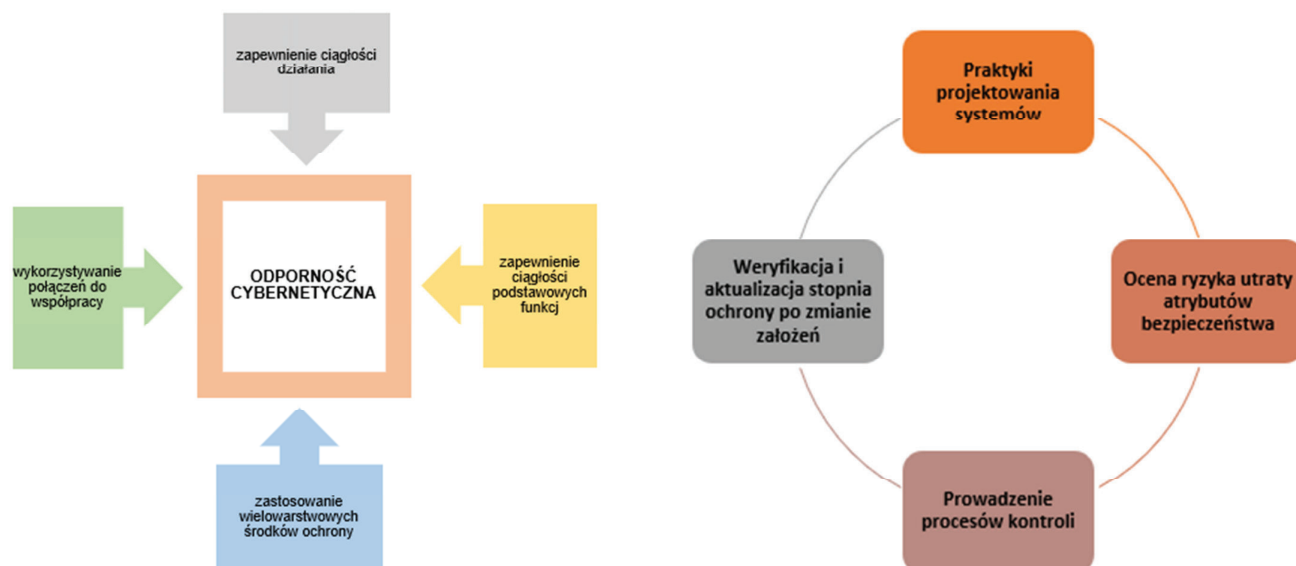 zapewnienie ciągłości
działania
wykorzystywanie
połączeń do
współpracy
ODPORNOŚĆ
CYBERNETYCZNA
zapewnienie
ciągłości
podstawowych
funkcj
zastosowanie
wielowarstwowych
środków ochrony
Praktyki
projektowania
systemów
Weryfikacja i
aktualizacja stopnia
ochrony po zmianie
założeń
Ocena ryzyka utraty
atrybutów
bezpieczeństwa
Prowadzenie
procesów kontroli